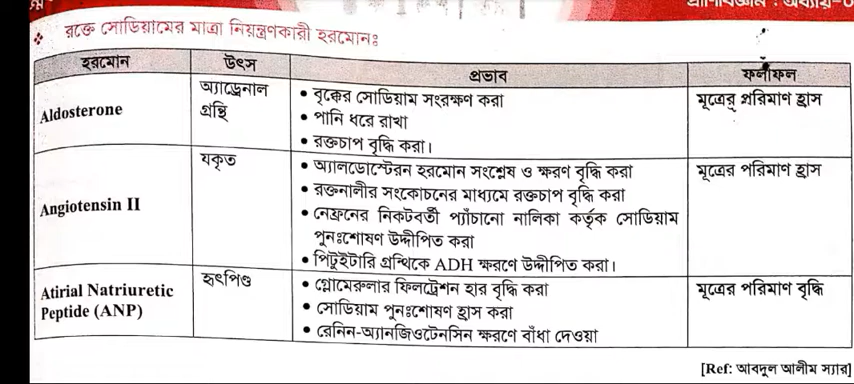 প্রাণিবিজ্ঞান : অধ্যায়-0
❖ রক্তে সোডিয়ামের মাত্রা নিয়ন্ত্রণকারী হরমোনঃ
হরমোন উৎস প্রভাব ফলাফল
Aldosterone
অ্যাড্রেনাল
গ্রন্থি
• বৃক্কের সোডিয়াম সংরক্ষণ করা
• পানি ধরে রাখা
• রক্তচাপ বৃদ্ধি করা।
মূত্রের পরিমাণ হ্রাস
Angiotensin II
যকৃত
• অ্যালডোস্টেরন হরমোন সংশ্লেষ ও ক্ষরণ বৃদ্ধি করা
• রক্তনালীর সংকোচনের মাধ্যমে রক্তচাপ বৃদ্ধি করা
• নেফ্রনের নিকটবর্তী প্যাঁচানো নালিকা কর্তৃক সোডিয়াম
পুনঃশোষণ উদ্দীপিত করা
• পিটুইটারি গ্রন্থিকে ADH ক্ষরণে উদ্দীপিত করা।
মূত্রের পরিমাণ হ্রাস
Atirial Natriuretic
Peptide (ANP)
হৃৎপিণ্ড
• গ্লোমেরুলার ফিলট্রেশন হার বৃদ্ধি করা
• সোডিয়াম পুনঃশোষণ হ্রাস করা
• রেনিন-অ্যানজিওটেনসিন ক্ষরণে বাঁধা দেওয়া
মূত্রের পরিমাণ বৃদ্ধি
[Ref: আবদুল আলীম স্যার]